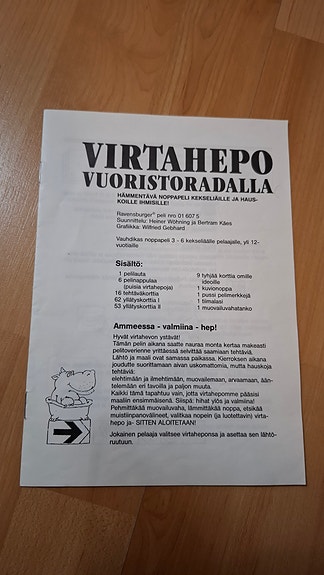 VIRTAHEPO
VUORISTORADALLA
HÄMMENTÄVÄ NOPPAPELI KEKSELIÄILLE JA HAUS-
KOILLE IHMISILLE!
Ravensburger® peli nro 01 607 5
Suunnittelu: Heiner Wöhning ja Bertram Kaes
Grafiikka: Wilfried Gebhard
Vauhdikas noppapeli 3 - 6 kekseliäälle pelaajalle, yli 12-
vuotiaille
Sisältö:
1 pelilauta
6 pelinappulaa
(puisia virtahepoja)
16 tehtäväkorttia
62 yllätyskorttia I
53 yllätyskorttia II
9 tyhjää korttia omille
ideoille
1 kuvionoppa
1 pussi pelimerkkejä
1 tiimalasi
1 muovailuvahatanko
Ammeessa - valmiina - hep!
Hyvät virtahevon ystävät!
Tämän pelin aikana saatte nauraa monta kertaa makeasti
pelitoverienne yrittäessä selvittää saamiaan tehtäviä.
Lähtö ja maali ovat samassa paikassa. Kierroksen aikana
joudutte suorittamaan aivan uskomattomia, mutta hauskoja
tehtäviä:
elehtimään ja ilmehtimään, muovailemaan, arvaamaan, ään-
telemään eri tavoilla ja paljon muuta.
Kaikki tämä tapahtuu vain, jotta virtahepomme pääsisi
maaliin ensimmäisenä. Siispä: hihat ylös ja valmiina!
Pehmittäkää muovailuvaha, lämmittäkää noppa, etsikää
muistiinpanovälineet, valitkaa nopein (ja luotettavin) virta-
hepo ja- SITTEN ALOITETAAN!
Jokainen pelaaja valitsee virtaheponsa ja asettaa sen lähtö-
ruutuun.